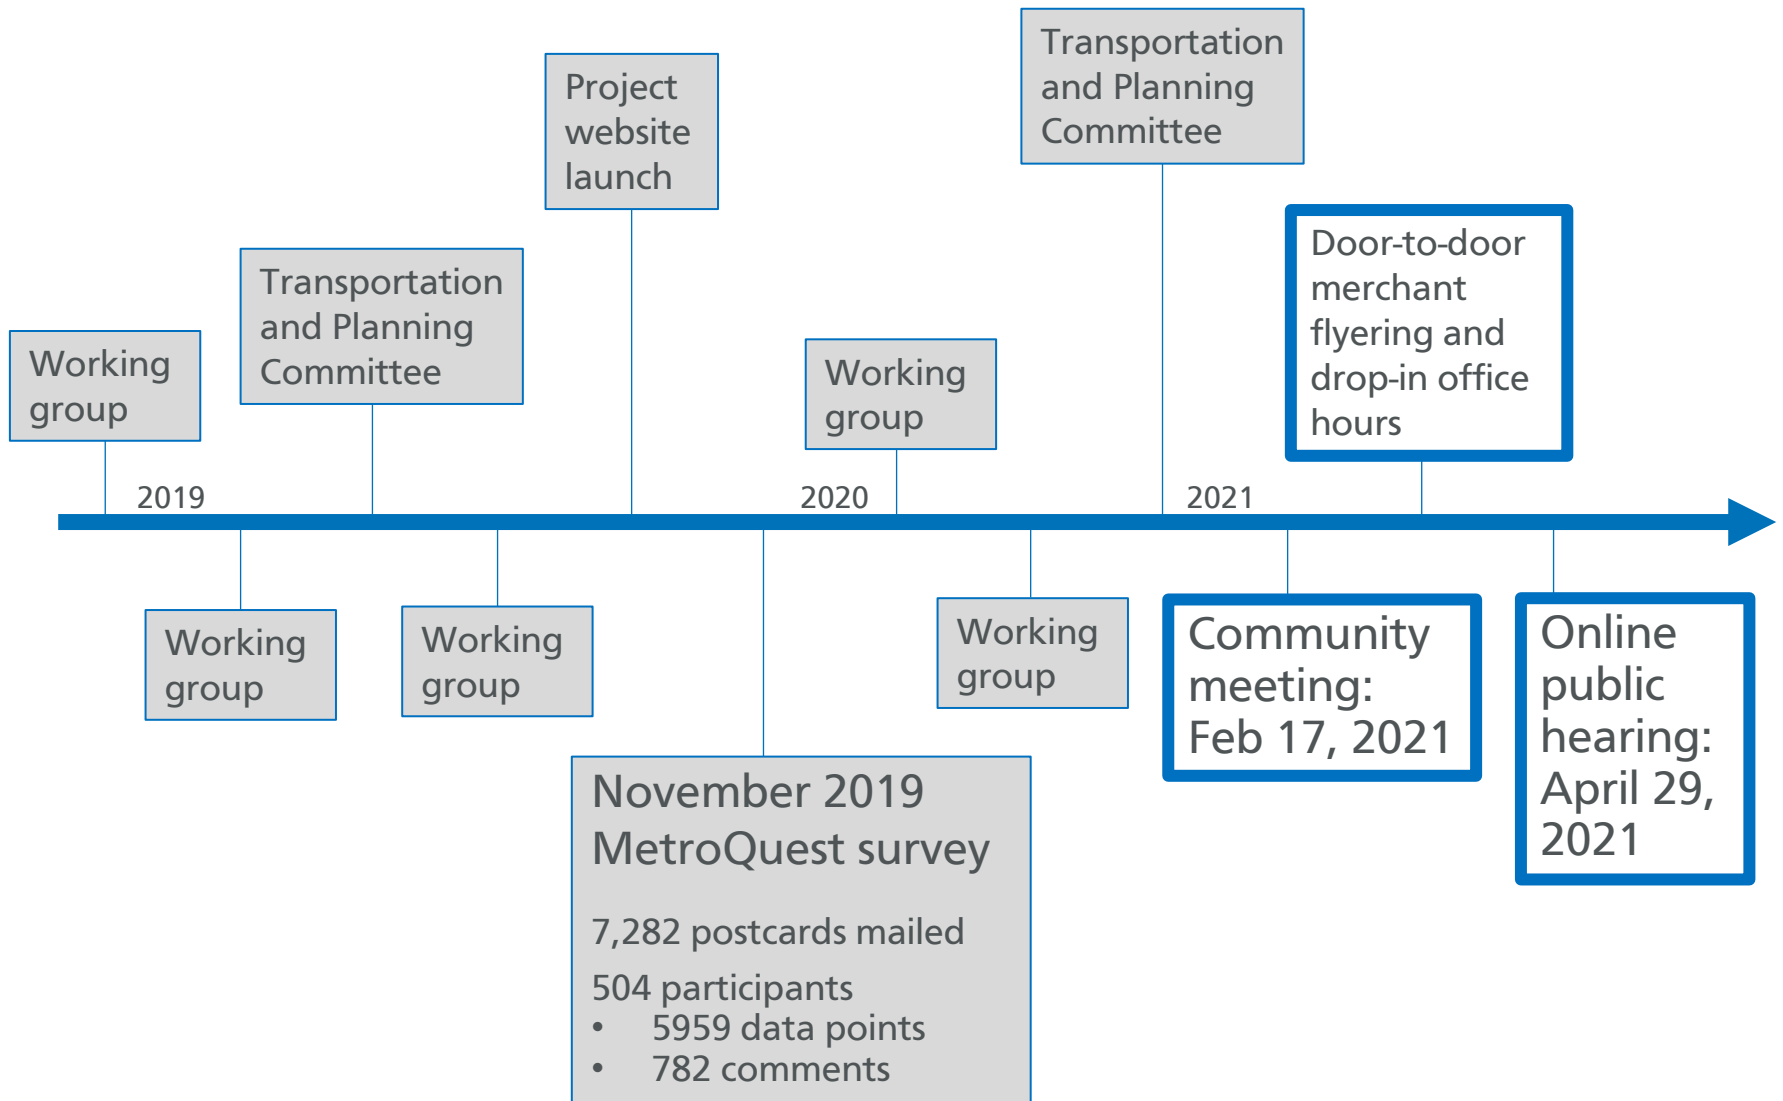 Transportation
and Planning
Committee
Project
website
launch
Door-to-door
merchant
flyering and
drop-in office
hours
Transportation
and Planning
Committee
Working
group
Working
group
2019
2020
2021
Working
group
Working
group
Working
group
Community
meeting:
Feb 17, 2021
Online
public
hearing:
April 29,
2021
November 2019
MetroQuest survey
7,282 postcards mailed
504 participants
• 5959 data points
• 782 comments